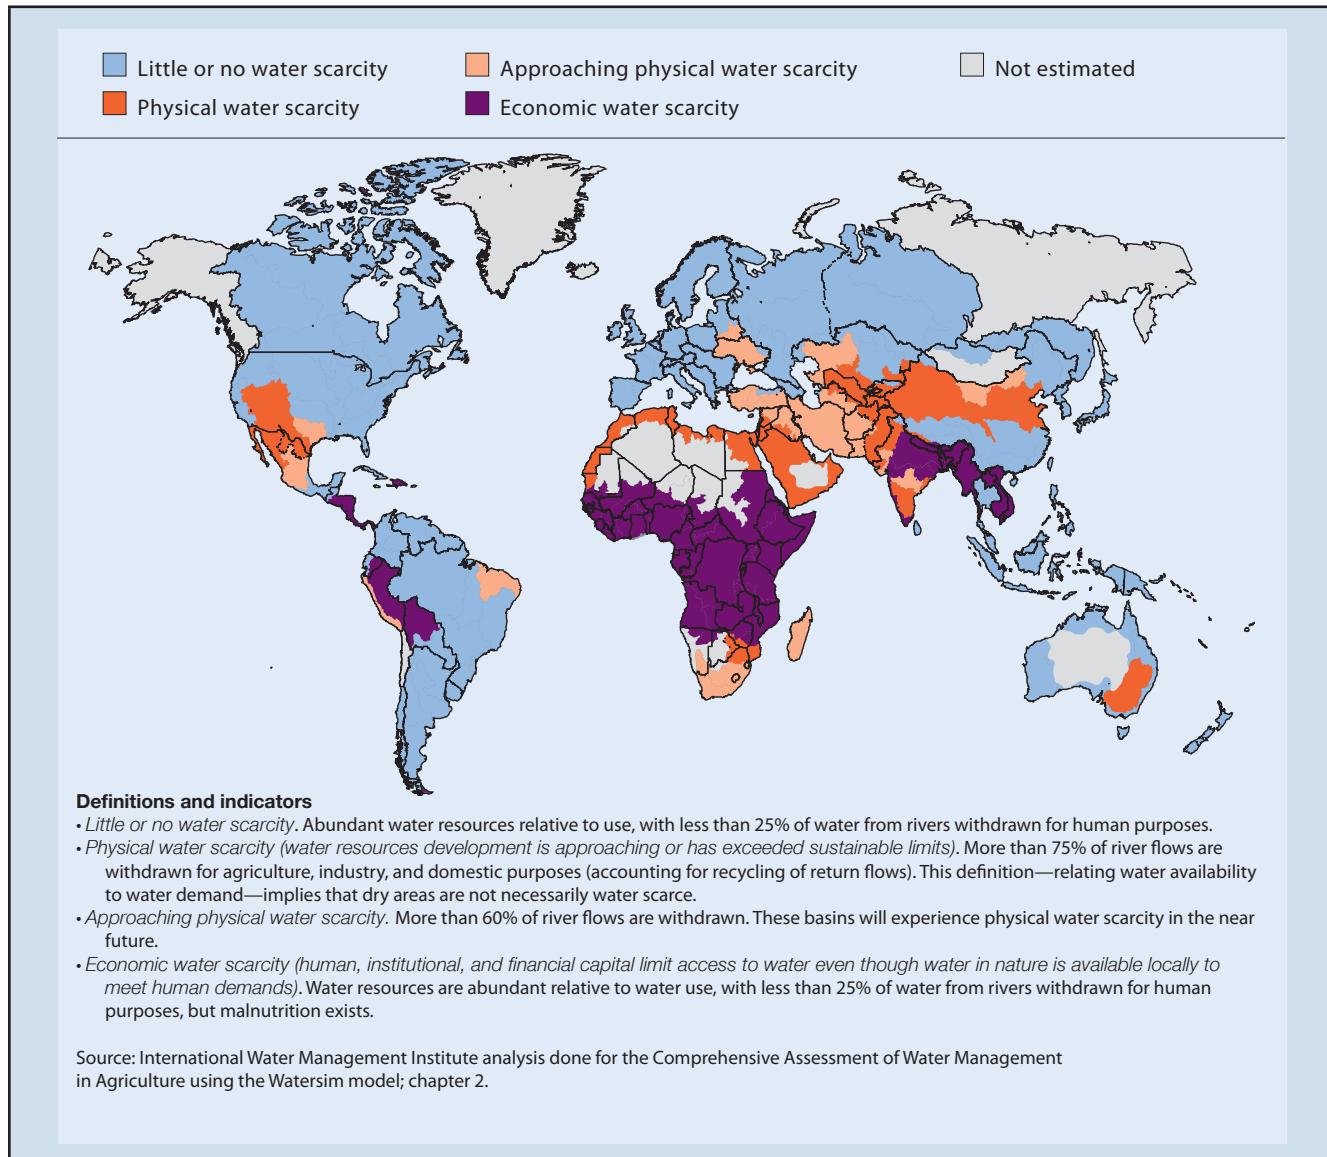 Little or no water scarcity
Approaching physical water scarcity
Not estimated
Physical water scarcity
Economic water scarcity
Definitions and indicators
• Little or no water scarcity. Abundant water resources relative to use, with less than 25% of water from rivers withdrawn for human purposes.
• Physical water scarcity (water resources development is approaching or has exceeded sustainable limits). More than 75% of river flows are
withdrawn for agriculture, industry, and domestic purposes (accounting for recycling of return flows). This definition—relating water availability
to water demand—implies that dry areas are not necessarily water scarce.
• Approaching physical water scarcity. More than 60% of river flows are withdrawn. These basins will experience physical water scarcity in the near
future.
• Economic water scarcity (human, institutional, and financial capital limit access to water even though water in nature is available locally to
meet human demands). Water resources are abundant relative to water use, with less than 25% of water from rivers withdrawn for human
purposes, but malnutrition exists.
Source: International Water Management Institute analysis done for the Comprehensive Assessment of Water Management
in Agriculture using the Watersim model; chapter 2.